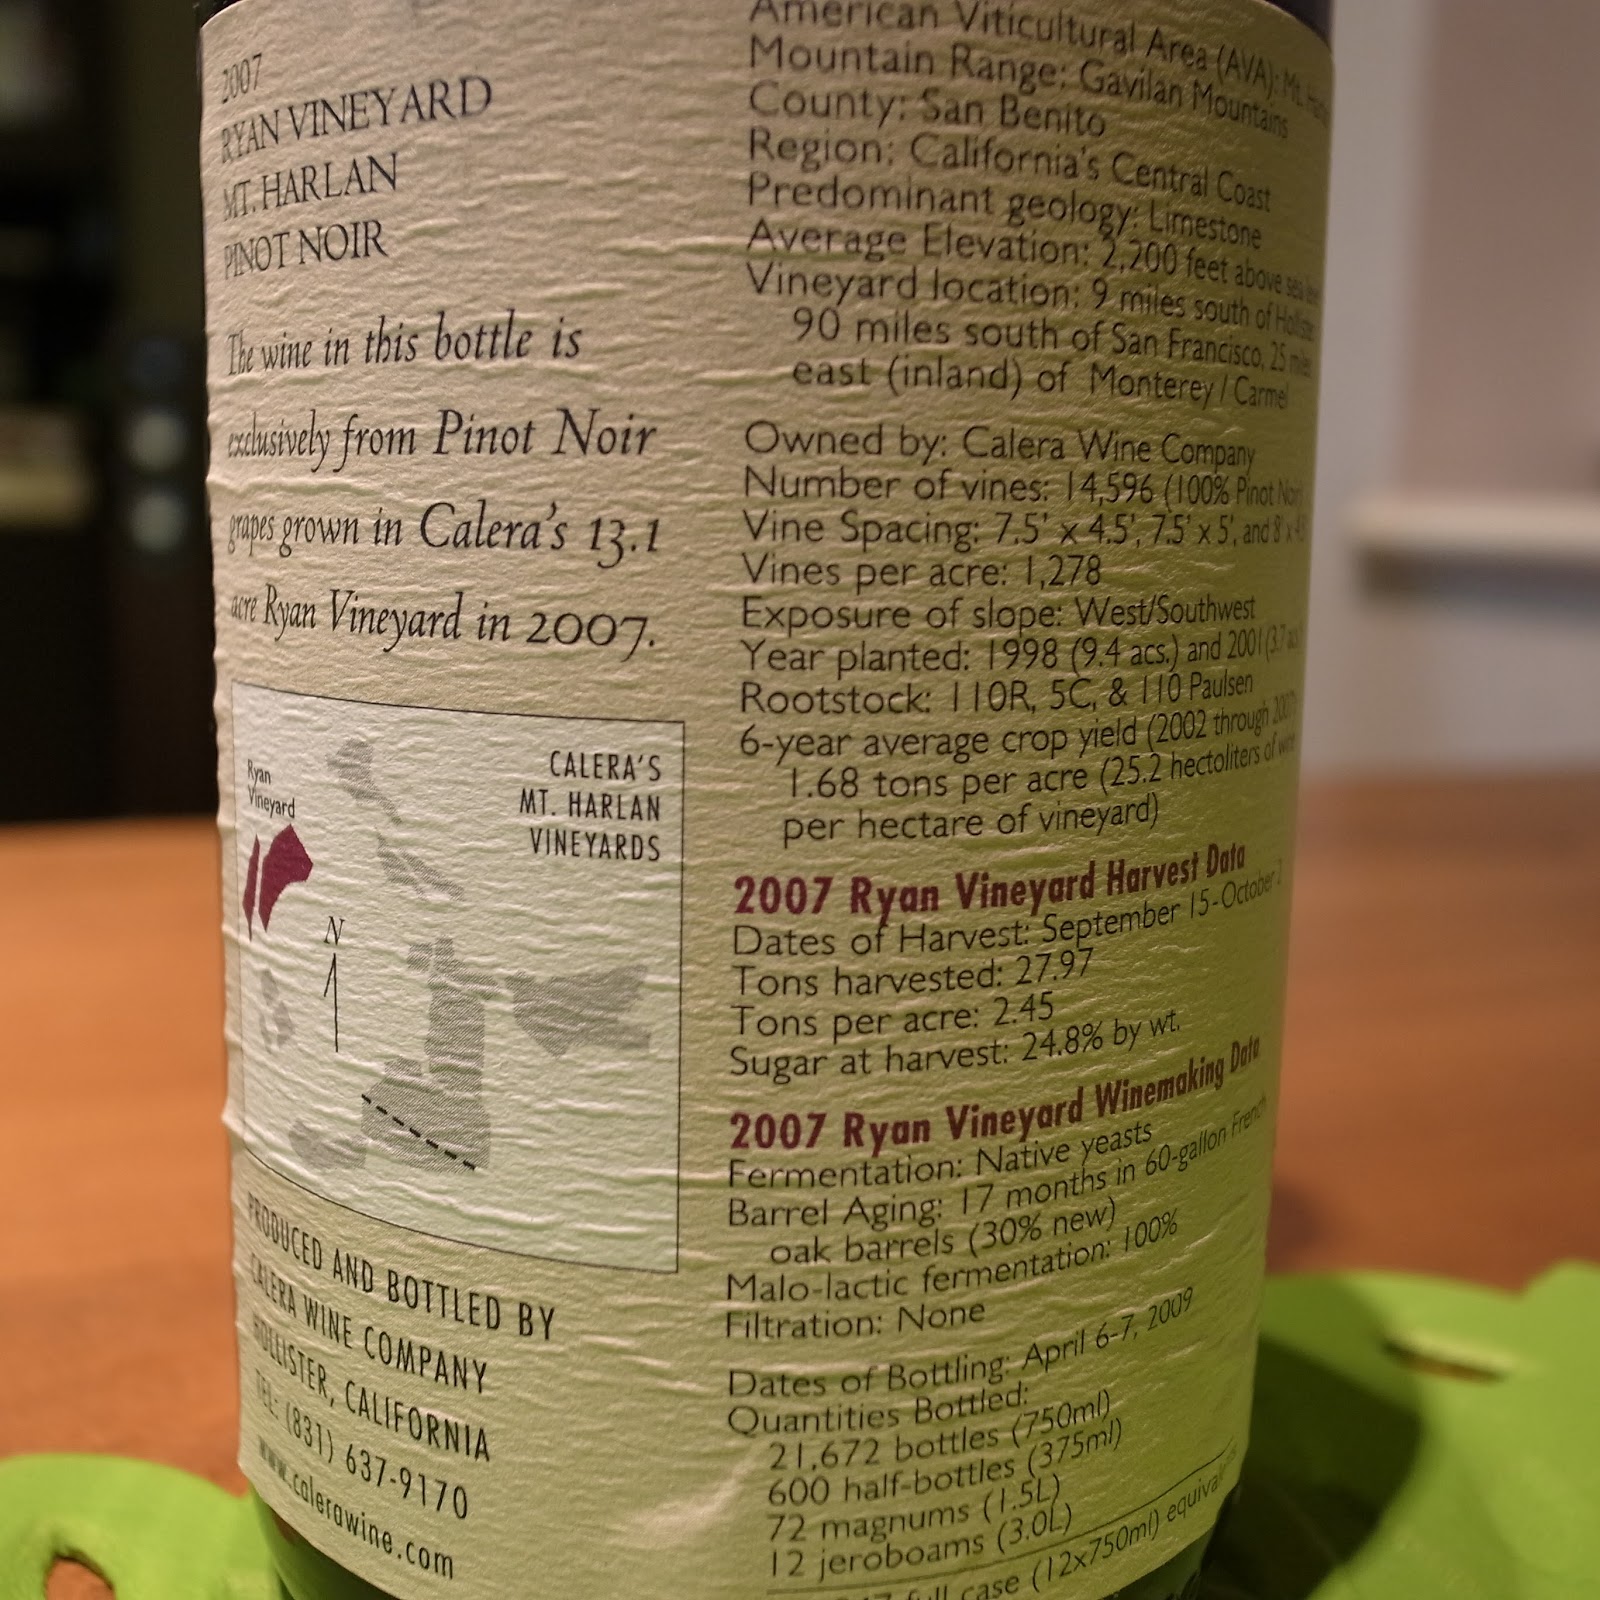 2007
RYAN VINEYARD
MT. HARLAN
PINOT NOIR
The wine in this bottle is
exclusively from Pinot Noir
grapes grown in Calera's 13.1
acre Ryan Vineyard in 2007.
Ryan
Vineyard
CALERA'S
MT. HARLAN
VINEYARDS
N
PRODUCED AND BOTTLED BY
CALERA WINE COMPANY
HOLLISTER, CALIFORNIA
TEL: (831) 637-9170
www.calerawine.com
American Viticultural Area (AVA): Mt.
Mountain Range: Gavilan Mountains
County: San Benito
Region: California's Central Coast
Predominant geology: Limestone
Average Elevation: 2,200 feet above sea
Vineyard location: 9 miles south of Hollister
90 miles south of San Francisco, 25 miles
east (inland) of Monterey / Carmel
Owned by: Calera Wine Company
Number of vines: 14,596 (100% Pinot Noir)
Vine Spacing: 7.5' x 4.5', 7.5' x 5', and 8' x
Vines per acre: 1,278
Exposure of slope: West/Southwest
Year planted: 1998 (9.4 acs.) and 2001 (3.7
Rootstock: 110R, 5C, & 110 Paulsen
6-year average crop yield (2002 through 2007)
1.68 tons per acre (25.2 hectoliters of wine
per hectare of vineyard)
2007 Ryan Vineyard Harvest Data
Dates of Harvest: September 15-October 2
Tons harvested: 27.97
Tons per acre: 2.45
Sugar at harvest: 24.8% by wt.
2007 Ryan Vineyard Winemaking Data
Fermentation: Native yeasts
Barrel Aging: 17 months in 60-gallon French
oak barrels (30% new)
Malo-lactic fermentation: 100%
Filtration: None
Dates of Bottling: April 6-7, 2009
Quantities Bottled:
21,672 bottles (750ml)
600 half-bottles (375ml)
72 magnums (1.5L)
12 jeroboams (3.0L)
full case (12x750ml)